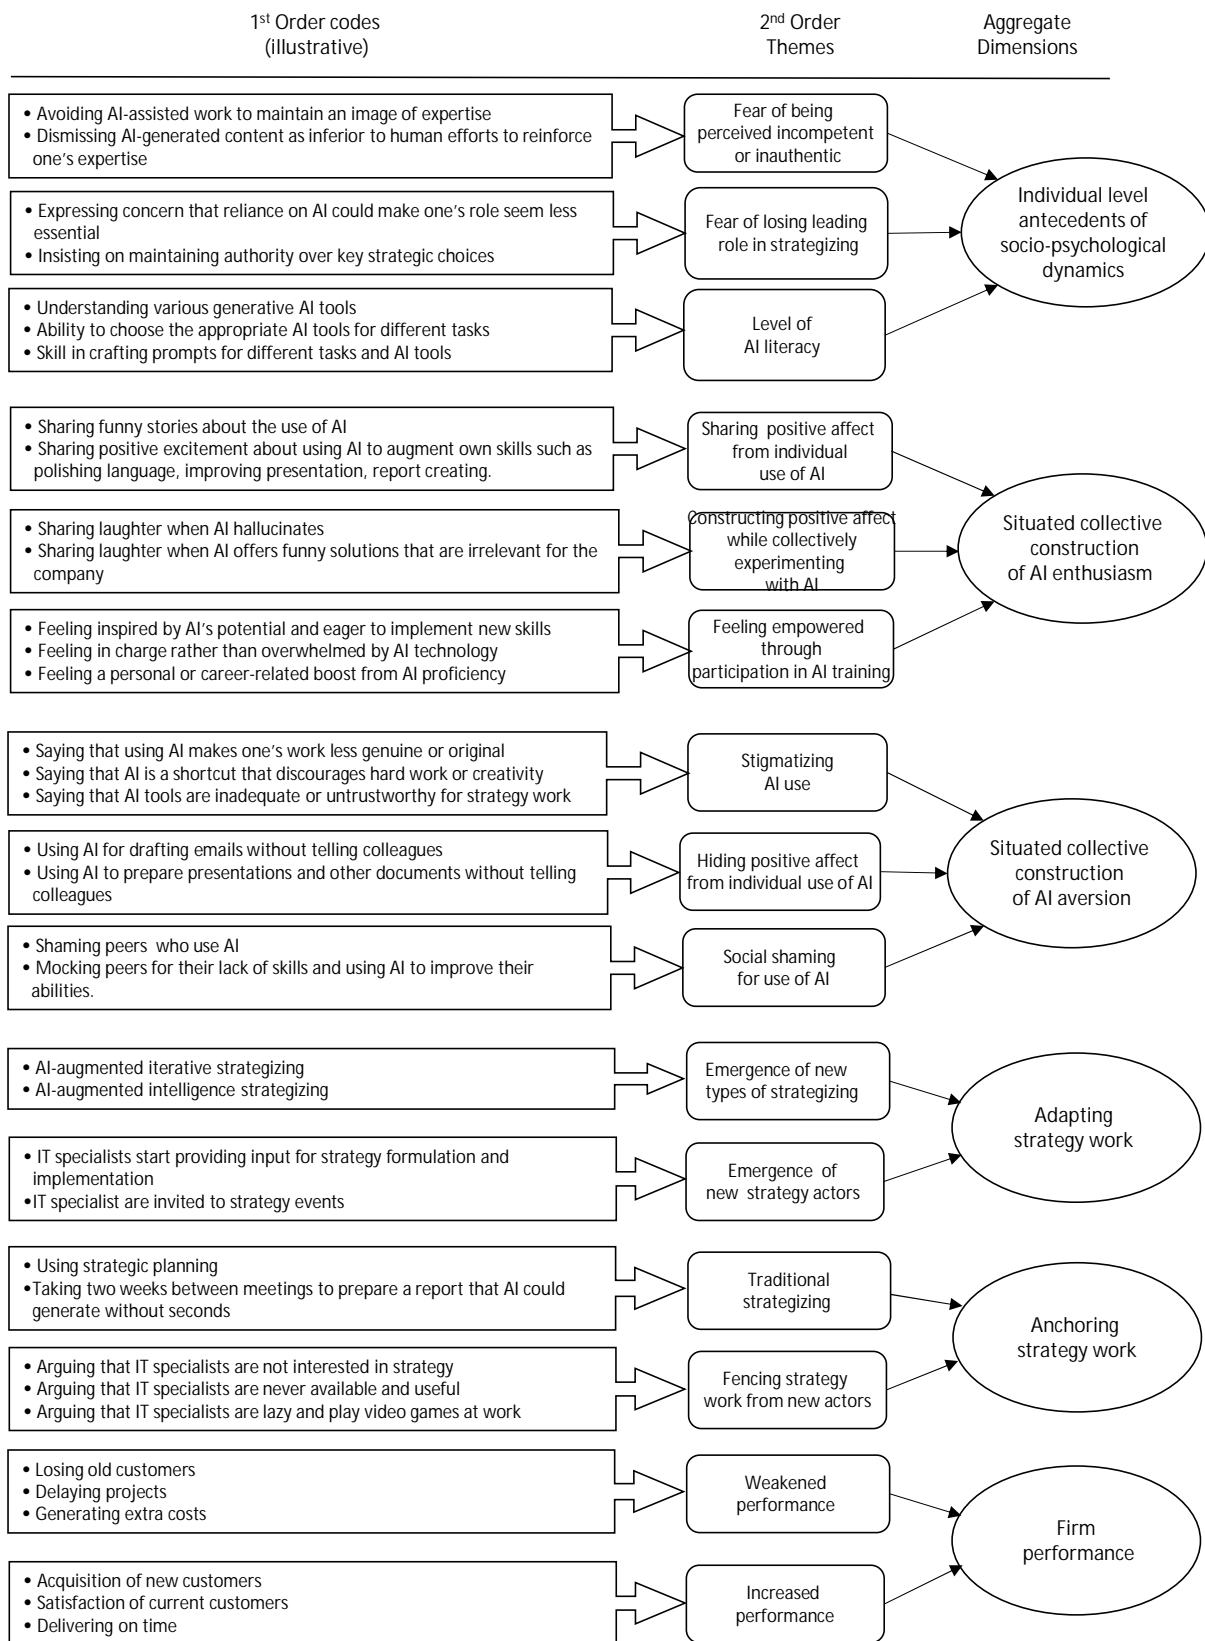 1st Order codes
(illustrative)
2nd Order
Themes
Aggregate
Dimensions
• Avoiding AI-assisted work to maintain an image of expertise
• Dismissing AI-generated content as inferior to human efforts to reinforce
one's expertise
Fear of being
perceived incompetent
or inauthentic
• Expressing concern that reliance on AI could make one's role seem less
essential
• Insisting on maintaining authority over key strategic choices
Fear of losing leading
role in strategizing
• Understanding various generative AI tools
• Ability to choose the appropriate AI tools for different tasks
• Skill in crafting prompts for different tasks and AI tools
Level of
AI literacy
Individual level
antecedents of
socio-psychological
dynamics
• Sharing funny stories about the use of AI
• Sharing positive excitement about using AI to augment own skills such as
polishing language, improving presentation, report creating.
Sharing positive affect
from individual
use of AI
• Sharing laughter when AI hallucinates
• Sharing laughter when AI offers funny solutions that are irrelevant for the
company
Constructing positive affect
while collectively
experimenting
with AI
• Feeling inspired by AI's potential and eager to implement new skills
• Feeling in charge rather than overwhelmed by AI technology
• Feeling a personal or career-related boost from AI proficiency
Feeling empowered
through
participation in AI training
Situated collective
construction
of AI enthusiasm
• Saying that using AI makes one's work less genuine or original
• Saying that AI is a shortcut that discourages hard work or creativity
• Saying that AI tools are inadequate or untrustworthy for strategy work
Stigmatizing
AI use
• Using AI for drafting emails without telling colleagues
• Using AI to prepare presentations and other documents without telling
colleagues
Hiding positive affect
from individual use of AI
• Shaming peers who use AI
• Mocking peers for their lack of skills and using AI to improve their
abilities.
Social shaming
for use of AI
Situated collective
construction
of AI aversion
• AI-augmented iterative strategizing
• AI-augmented intelligence strategizing
Emergence of new
types of strategizing
• IT specialists start providing input for strategy formulation and
implementation
•IT specialist are invited to strategy events
Emergence of
new strategy actors
Adapting
strategy work
• Using strategic planning
•Taking two weeks between meetings to prepare a report that AI could
generate without seconds
Traditional
strategizing
• Arguing that IT specialists are not interested in strategy
• Arguing that IT specialists are never available and useful
• Arguing that IT specialists are lazy and play video games at work
Fencing strategy
work from new actors
Anchoring
strategy work
• Losing old customers
• Delaying projects
• Generating extra costs
Weakened
performance
• Acquisition of new customers
• Satisfaction of current customers
• Delivering on time
Increased
performance
Firm
performance